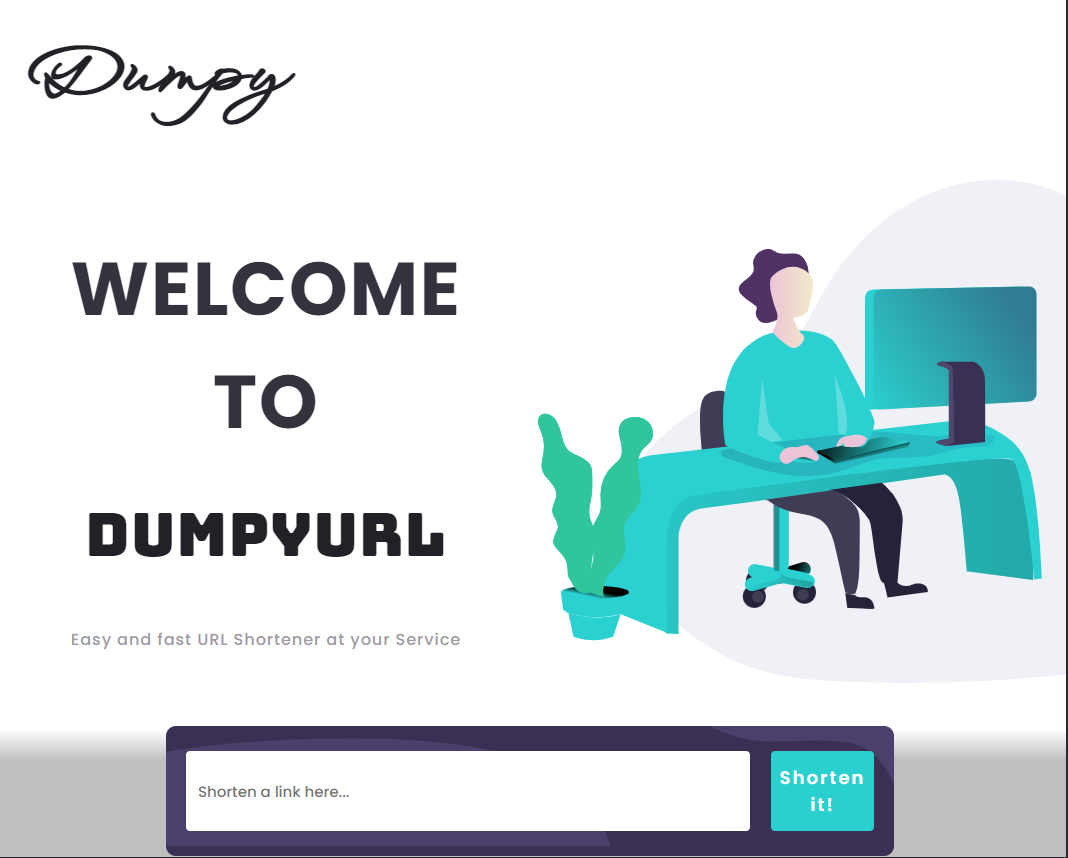 Dumpy
WELCOME
TO
DUMPYURL
Easy and fast URL Shortener at your Service
Shorten a link here...
Shorten
it!